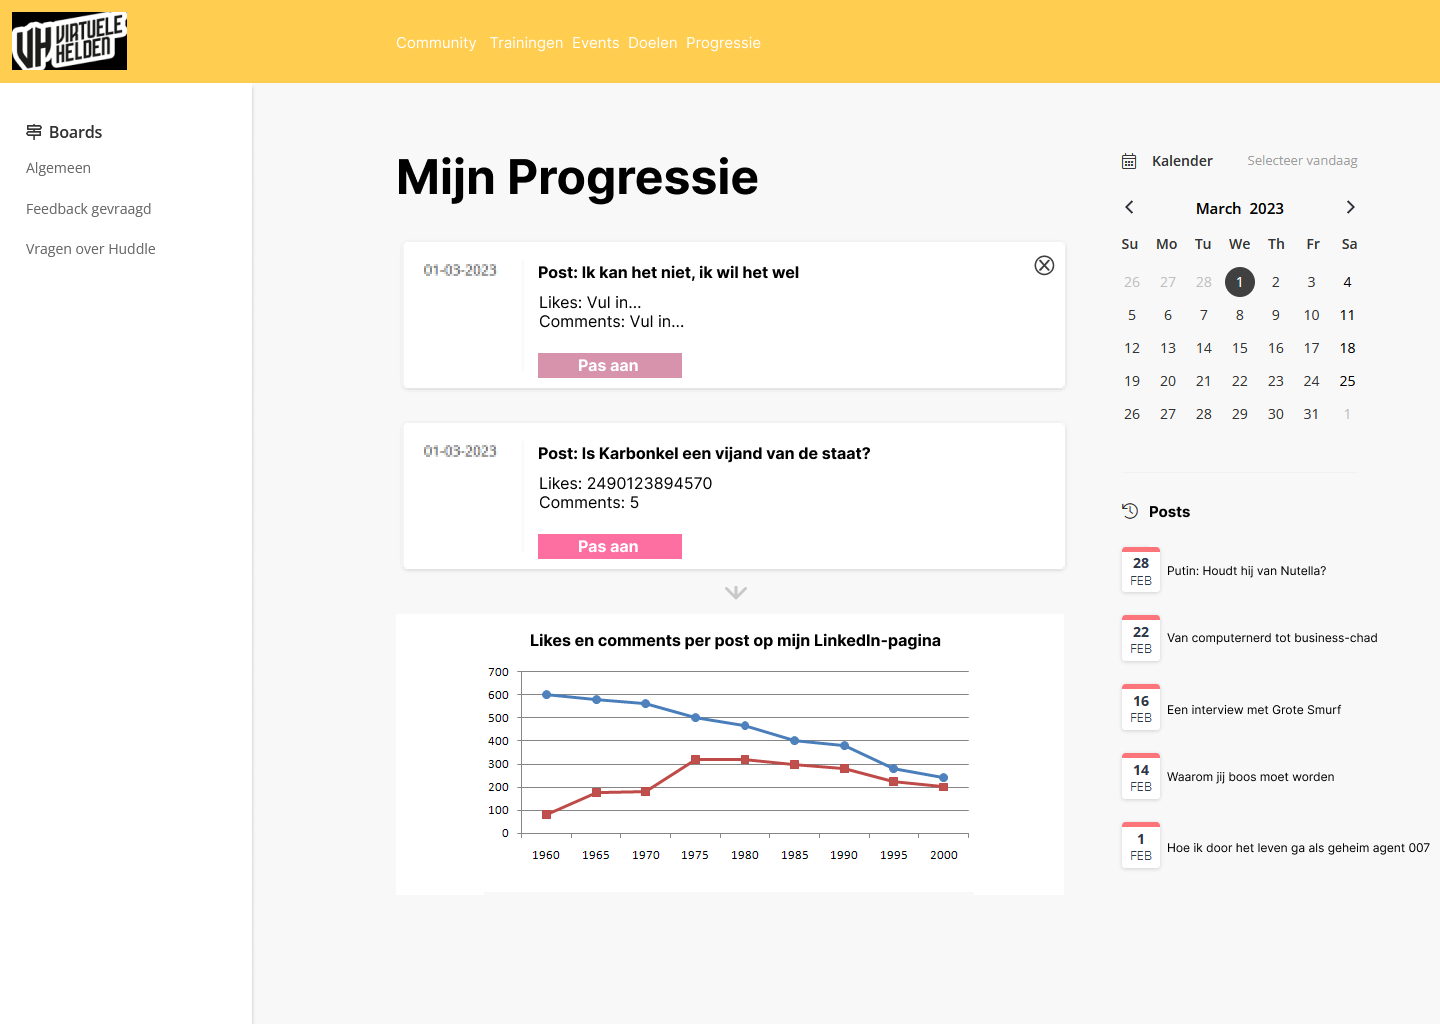 VH VIRTUELE
HELDEN
Community Trainingen Events Doelen Progressie
Boards
Algemeen
Feedback gevraagd
Vragen over Huddle
Mijn Progressie
01-03-2023
Post: Ik kan het niet, ik wil het wel
Likes: Vul in...
Comments: Vul in...
Pas aan
01-03-2023
Post: Is Karbonkel een vijand van de staat?
Likes: 2490123894570
Comments: 5
Pas aan
Likes en comments per post op mijn LinkedIn-pagina
700
600
500
400
300
200
100
0
1960 1965 1970 1975 1980 1985 1990 1995 2000
Kalender Selecteer vandaag
March 2023
Su Mo Tu We Th Fr Sa
26 27 28 1 2 3 4
5 6 7 8 9 10 11
12 13 14 15 16 17 18
19 20 21 22 23 24 25
26 27 28 29 30 31 1
Posts
28
FEB
Putin: Houdt hij van Nutella?
22
FEB
Van computernerd tot business-chad
16
FEB
Een interview met Grote Smurf
14
FEB
Waarom jij boos moet worden
1
FEB
Hoe ik door het leven ga als geheim agent 007